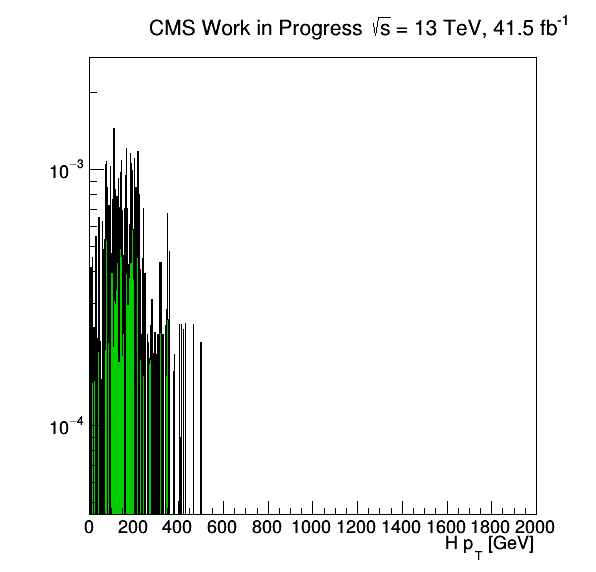 CMS Work in Progress √s = 13 TeV, 41.5 fb⁻¹
10⁻³
10⁻⁴
0 200 400 600 800 1000 1200 1400 1600 1800 2000
H p_T [GeV]